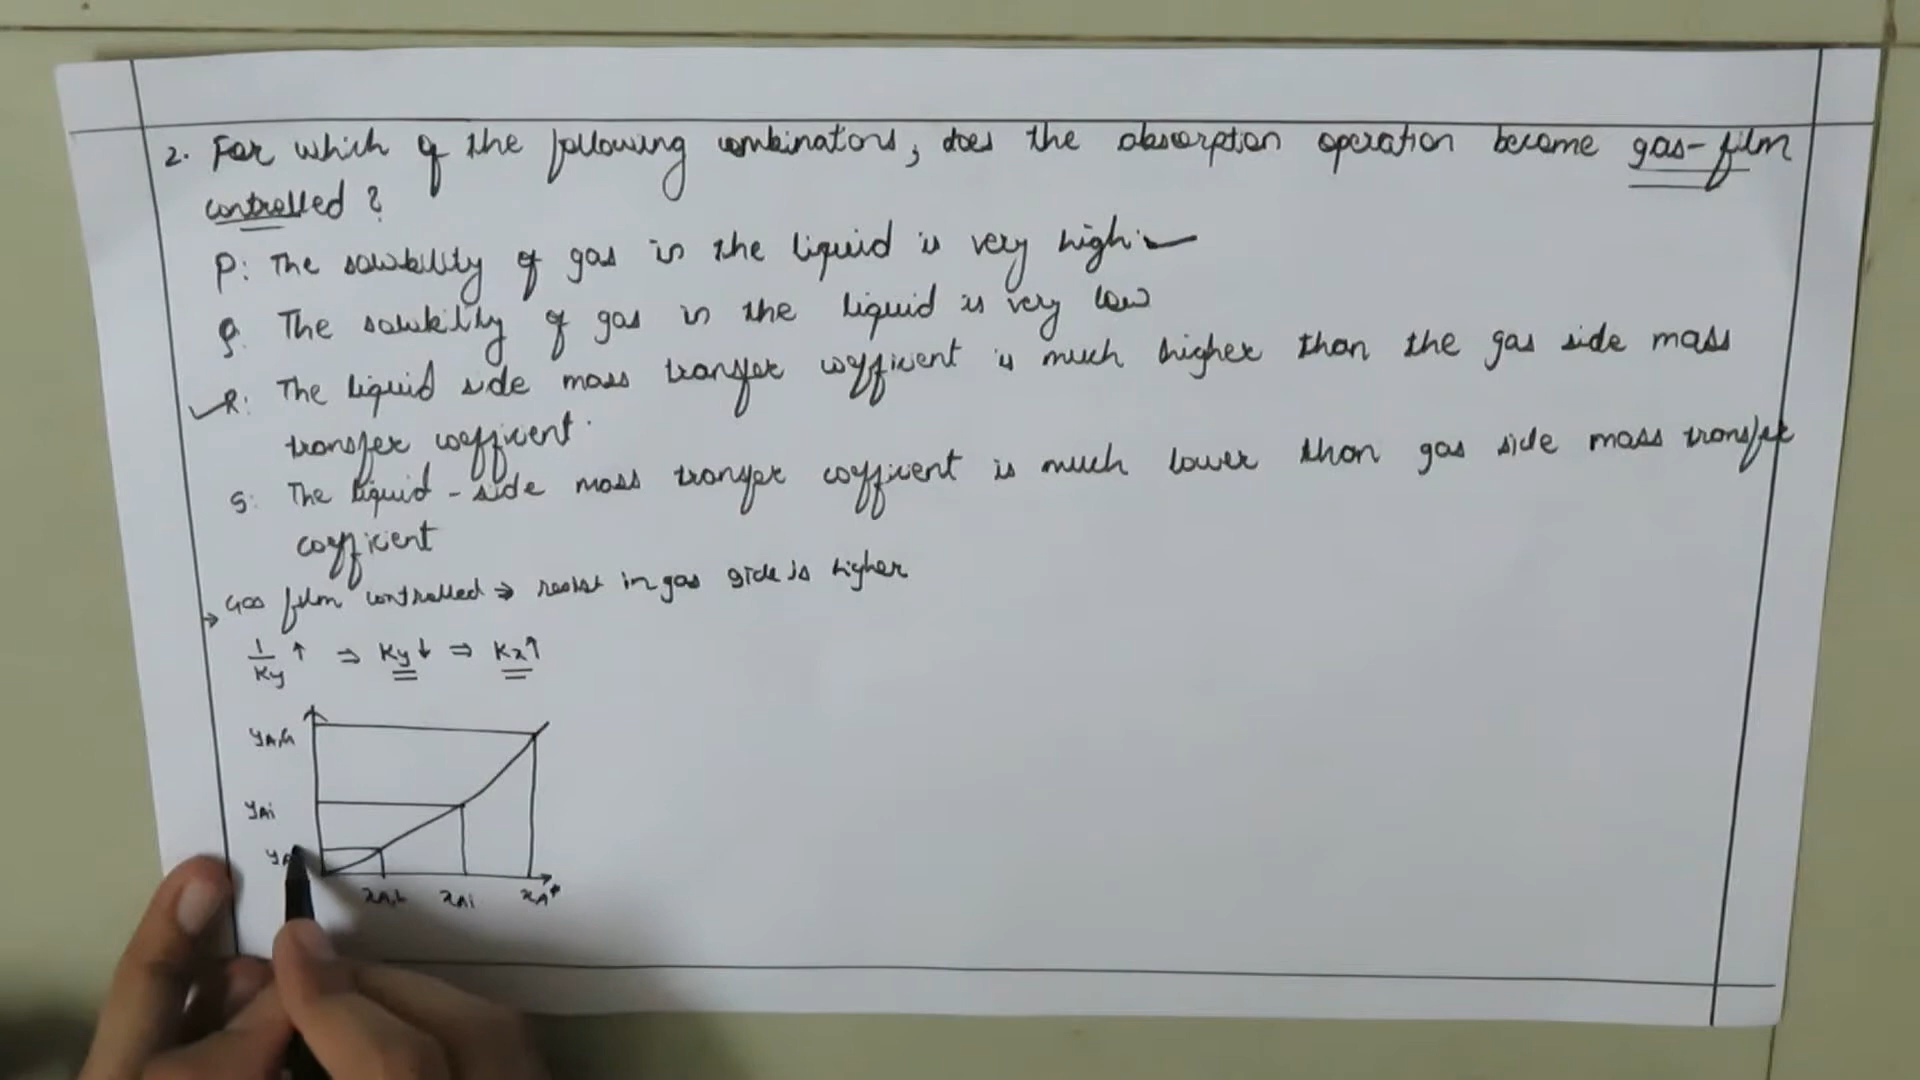 2. For which of the following combinators, does the absorption operation become gas-film
controlled?
P: The solubility of gas in the liquid is very high.
Q. The solubility of gas in the liquid is very low
R: The liquid side mass transfer coefficient is much higher than the gas side mass
transfer coefficient.
S: The liquid-side mass transfer coefficient is much lower than gas side mass transfer
coefficient
→ Gas film controlled ⇒ resist in gas side is higher
1/Ky ↑ ⇒ Ky↓ ⇒ Kx↑
yA,G
yAi
yA
xA,L xAi xA*